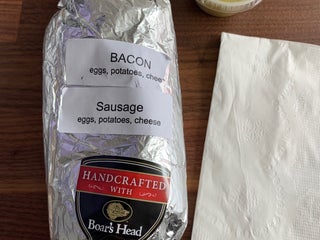 BACON
eggs, potatoes, chee
Sausage
eggs, potatoes, cheese
HANDCRAFTED
WITH
Boar's Head